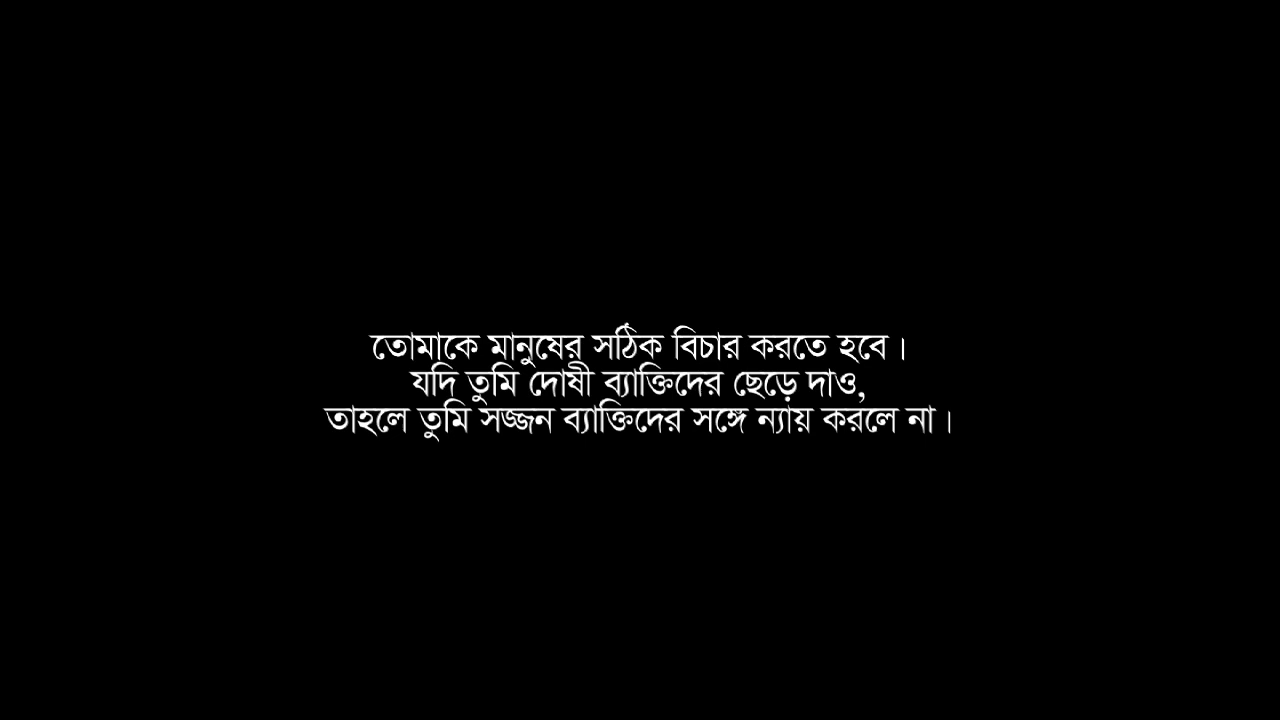 তোমাকে মানুষের সঠিক বিচার করতে হবে।
যদি তুমি দোষী ব্যাক্তিদের ছেড়ে দাও,
তাহলে তুমি সজ্জন ব্যাক্তিদের সঙ্গে ন্যায় করলে না।